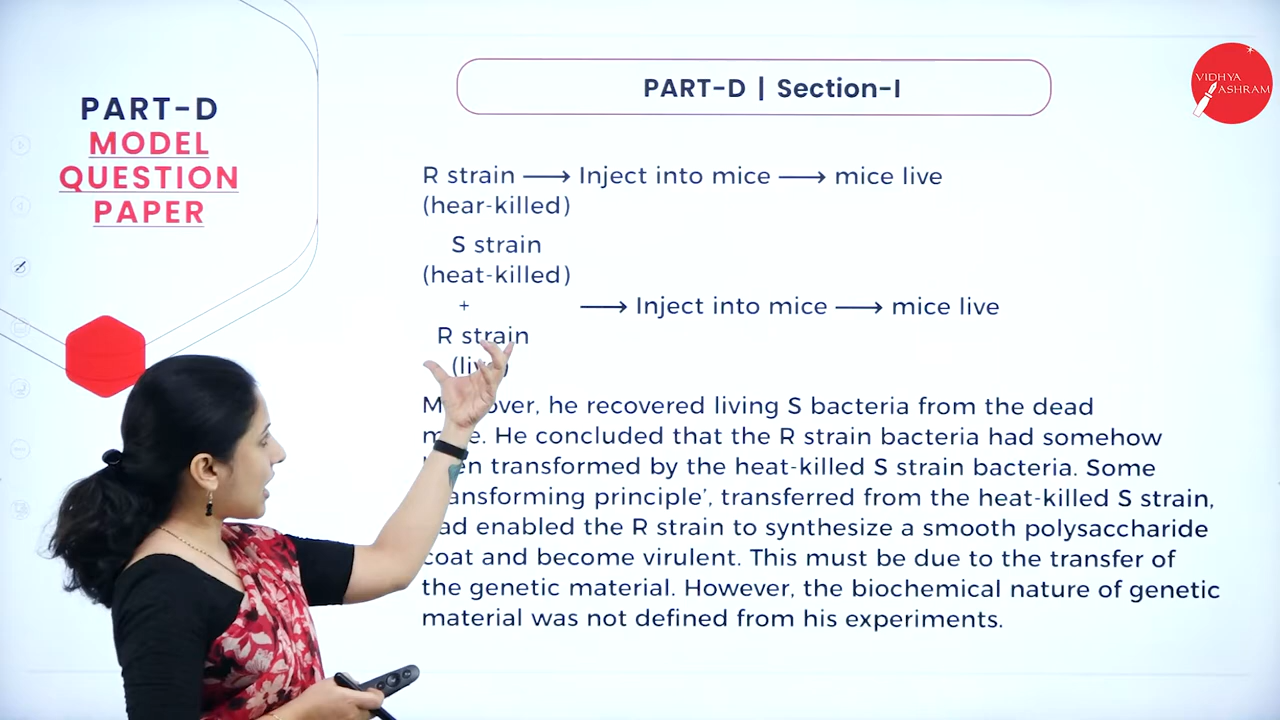 PART-D
MODEL
QUESTION
PAPER
PART-D | Section-I
VIDHYA
ASHRAM
R strain ⟶ Inject into mice ⟶ mice live
(hear-killed)
S strain
(heat-killed)
+
⟶ Inject into mice ⟶ mice live
R strain
over, he recovered living S bacteria from the dead
He concluded that the R strain bacteria had somehow
transformed by the heat-killed S strain bacteria. Some
ansforming principle’, transferred from the heat-killed S strain,
enabled the R strain to synthesize a smooth polysaccharide
coat and become virulent. This must be due to the transfer of
the genetic material. However, the biochemical nature of genetic
material was not defined from his experiments.